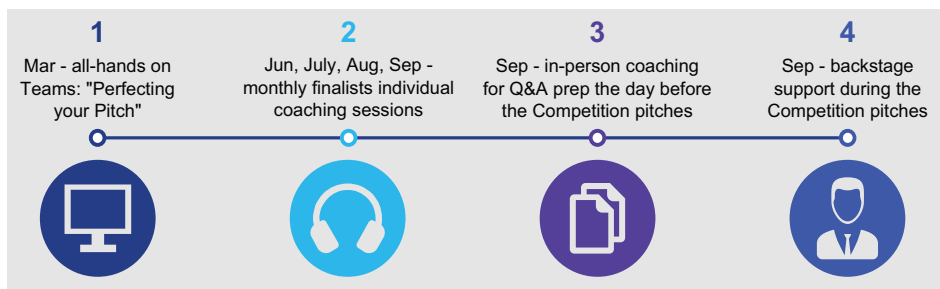 1
Mar - all-hands on
Teams: "Perfecting
your Pitch"
2
Jun, July, Aug, Sep -
monthly finalists individual
coaching sessions
3
Sep - in-person coaching
for Q&A prep the day before
the Competition pitches
4
Sep - backstage
support during the
Competition pitches